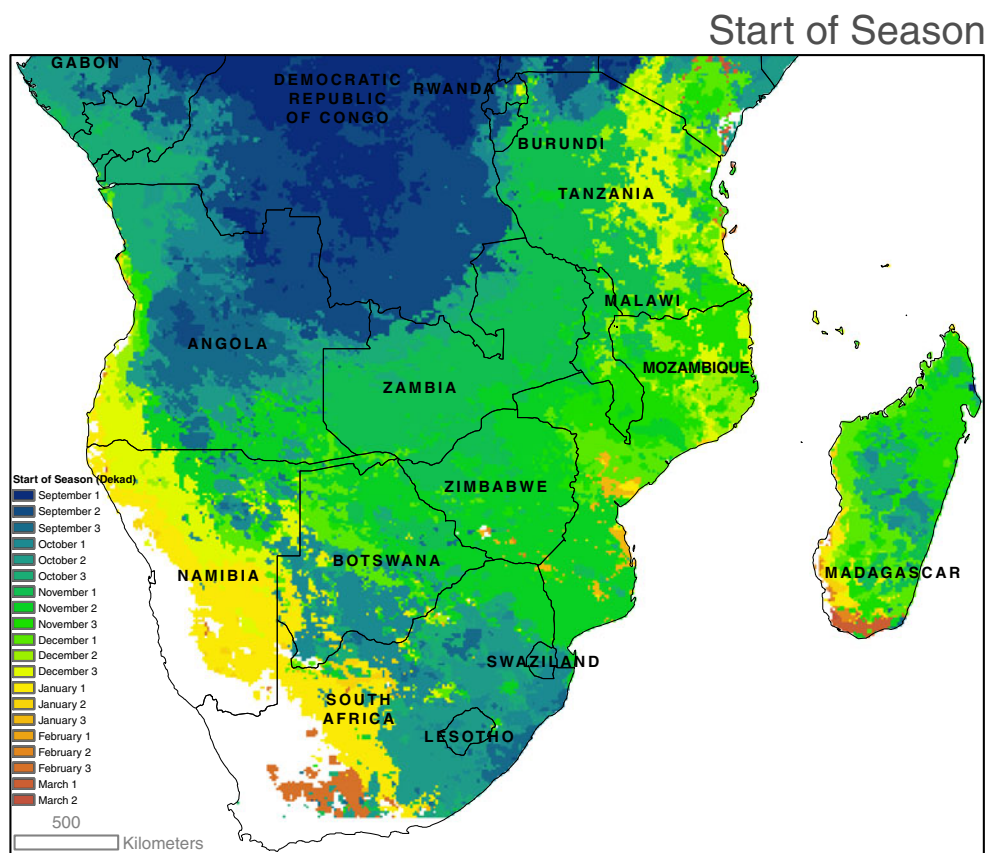 Start of Season
GABON
DEMOCRATIC
REPUBLIC
OF CONGO
RWANDA
BURUNDI
TANZANIA
MALAWI
ANGOLA
MOZAMBIQUE
ZAMBIA
ZIMBABWE
BOTSWANA
NAMIBIA
MADAGASCAR
SWAZILAND
SOUTH
AFRICA
LESOTHO
Start of Season (Dekad)
September 1
September 2
September 3
October 1
October 2
October 3
November 1
November 2
November 3
December 1
December 2
December 3
January 1
January 2
January 3
February 1
February 2
February 3
March 1
March 2
500
Kilometers